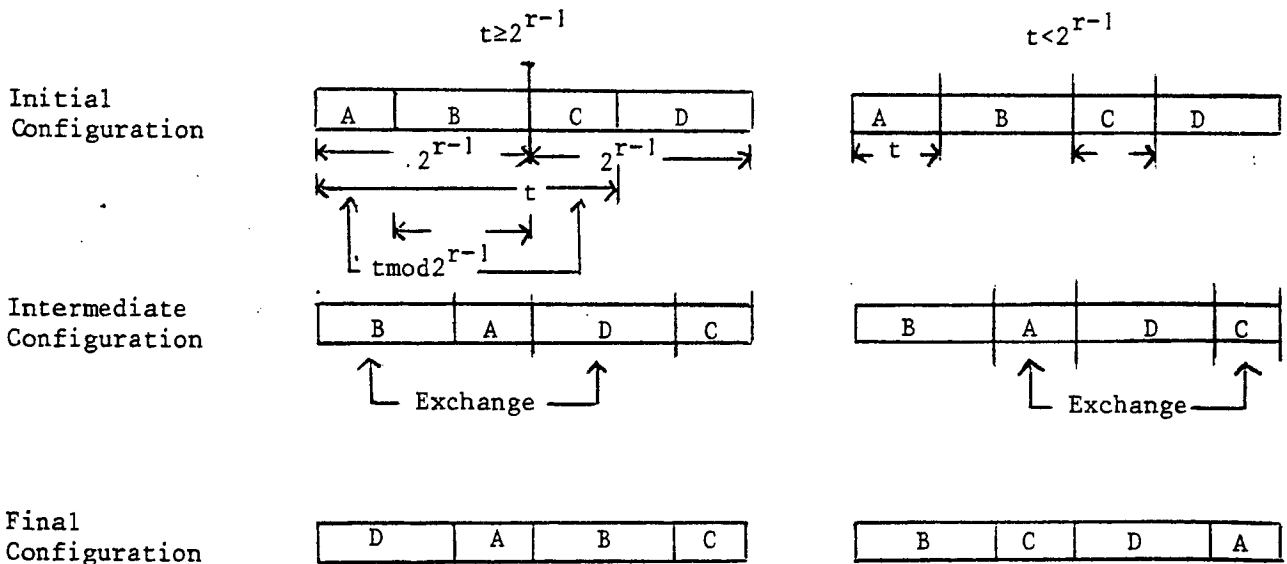 t≥2^{r-1}
t<2^{r-1}
Initial
Configuration
A B C D
2^{r-1} 2^{r-1}
t
tmod2^{r-1}
A B C D
t
Intermediate
Configuration
B A D C
Exchange
B A D C
Exchange
Final
Configuration
D A B C
B C D A